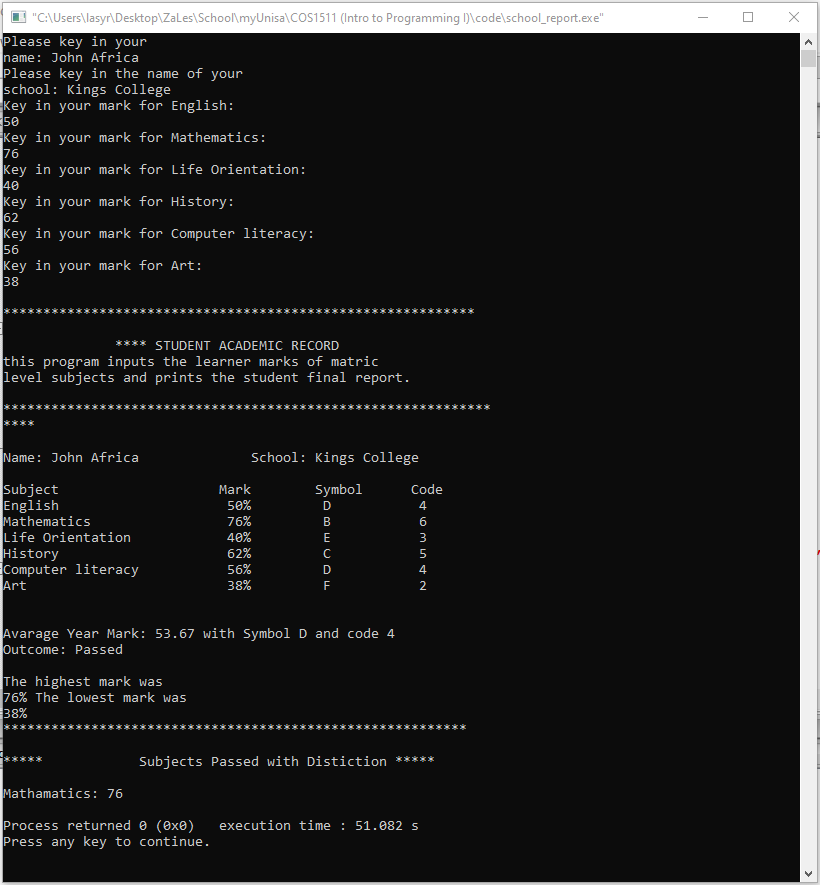 "C:\Users\lasyr\Desktop\ZaLes\School\myUnisa\COS1511 (Intro to Programming I)\code\school_report.exe"
Please key in your
name: John Africa
Please key in the name of your
school: Kings College
Key in your mark for English:
50
Key in your mark for Mathematics:
76
Key in your mark for Life Orientation:
40
Key in your mark for History:
62
Key in your mark for Computer literacy:
56
Key in your mark for Art:
38
***********************************************************
**** STUDENT ACADEMIC RECORD
this program inputs the learner marks of matric
level subjects and prints the student final report.
*************************************************************
****
Name: John Africa              School: Kings College
Subject                    Mark        Symbol      Code
English                     50%         D           4
Mathematics                 76%         B           6
Life Orientation            40%         E           3
History                     62%         C           5
Computer literacy           56%         D           4
Art                         38%         F           2
Avarage Year Mark: 53.67 with Symbol D and code 4
Outcome: Passed
The highest mark was
76% The lowest mark was
38%
**********************************************************
*****            Subjects Passed with Distiction *****
Mathamatics: 76
Process returned 0 (0x0)   execution time : 51.082 s
Press any key to continue.